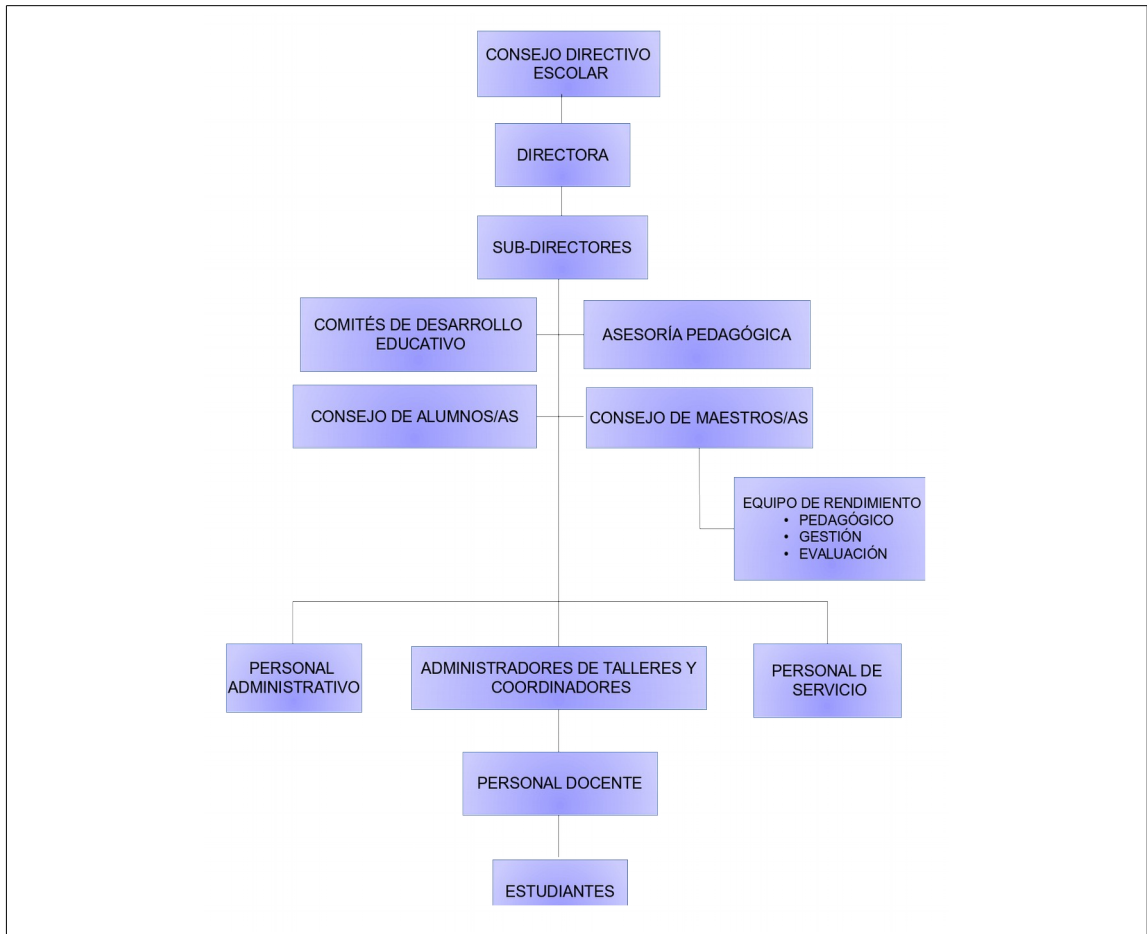 CONSEJO DIRECTIVO
ESCOLAR
DIRECTORA
SUB-DIRECTORES
COMITÉS DE DESARROLLO
EDUCATIVO
ASESORÍA PEDAGÓGICA
CONSEJO DE ALUMNOS/AS
CONSEJO DE MAESTROS/AS
EQUIPO DE RENDIMIENTO
• PEDAGÓGICO
• GESTIÓN
• EVALUACIÓN
PERSONAL
ADMINISTRATIVO
ADMINISTRADORES DE TALLERES Y
COORDINADORES
PERSONAL DE
SERVICIO
PERSONAL DOCENTE
ESTUDIANTES